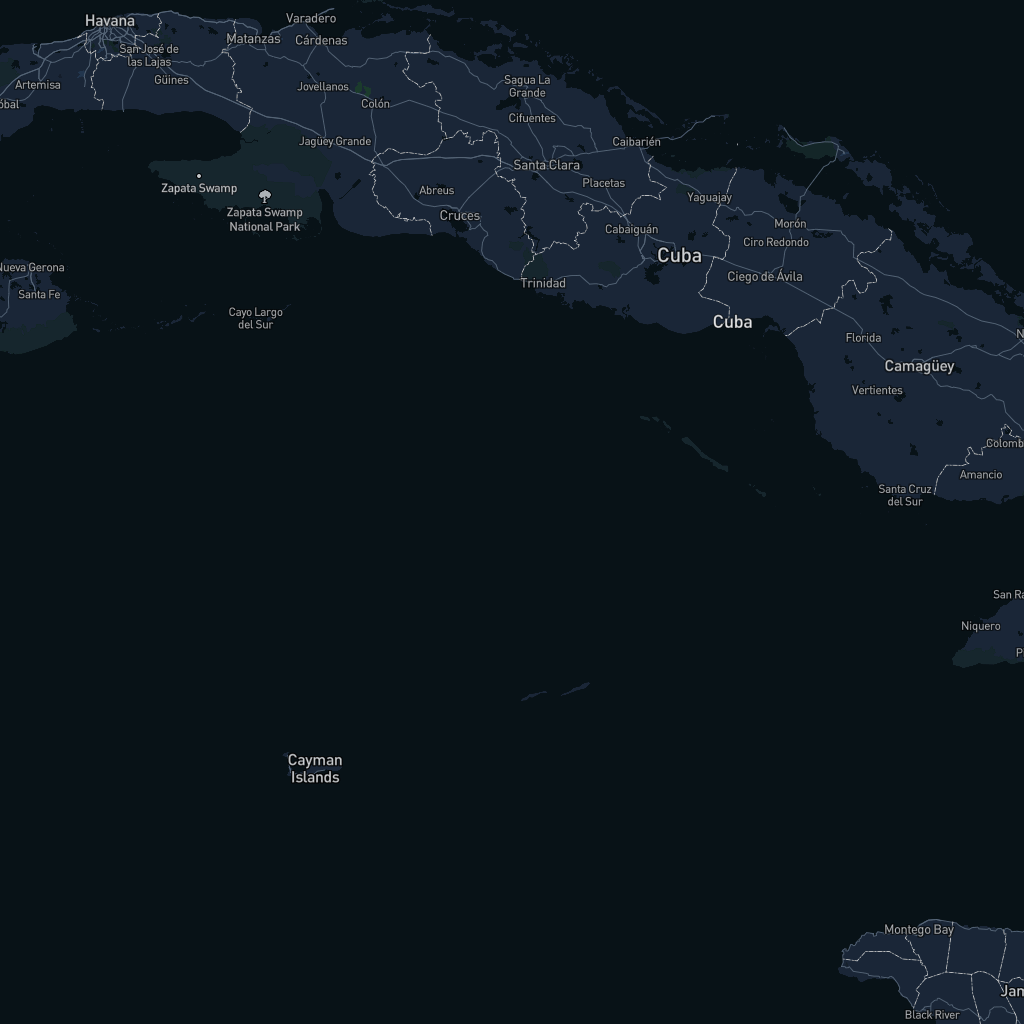 Varadero
Havana
Matanzas
Cárdenas
San José de
las Lajas
Güines
Artemisa
Jovellanos
Colón
Sagua La
Grande
Cifuentes
Jagüey Grande
Caibarién
Santa Clara
Placetas
Zapata Swamp
Abreus
Yaguajay
Zapata Swamp
National Park
Cruces
Cabaiguán
Morón
Ciro Redondo
Cuba
Nueva Gerona
Ciego de Ávila
Santa Fe
Trinidad
Cayo Largo
del Sur
Cuba
Florida
Camagüey
Vertientes
Colomb
Amancio
Santa Cruz
del Sur
San Ra
Niquero
Cayman
Islands
Montego Bay
Jam
Black River